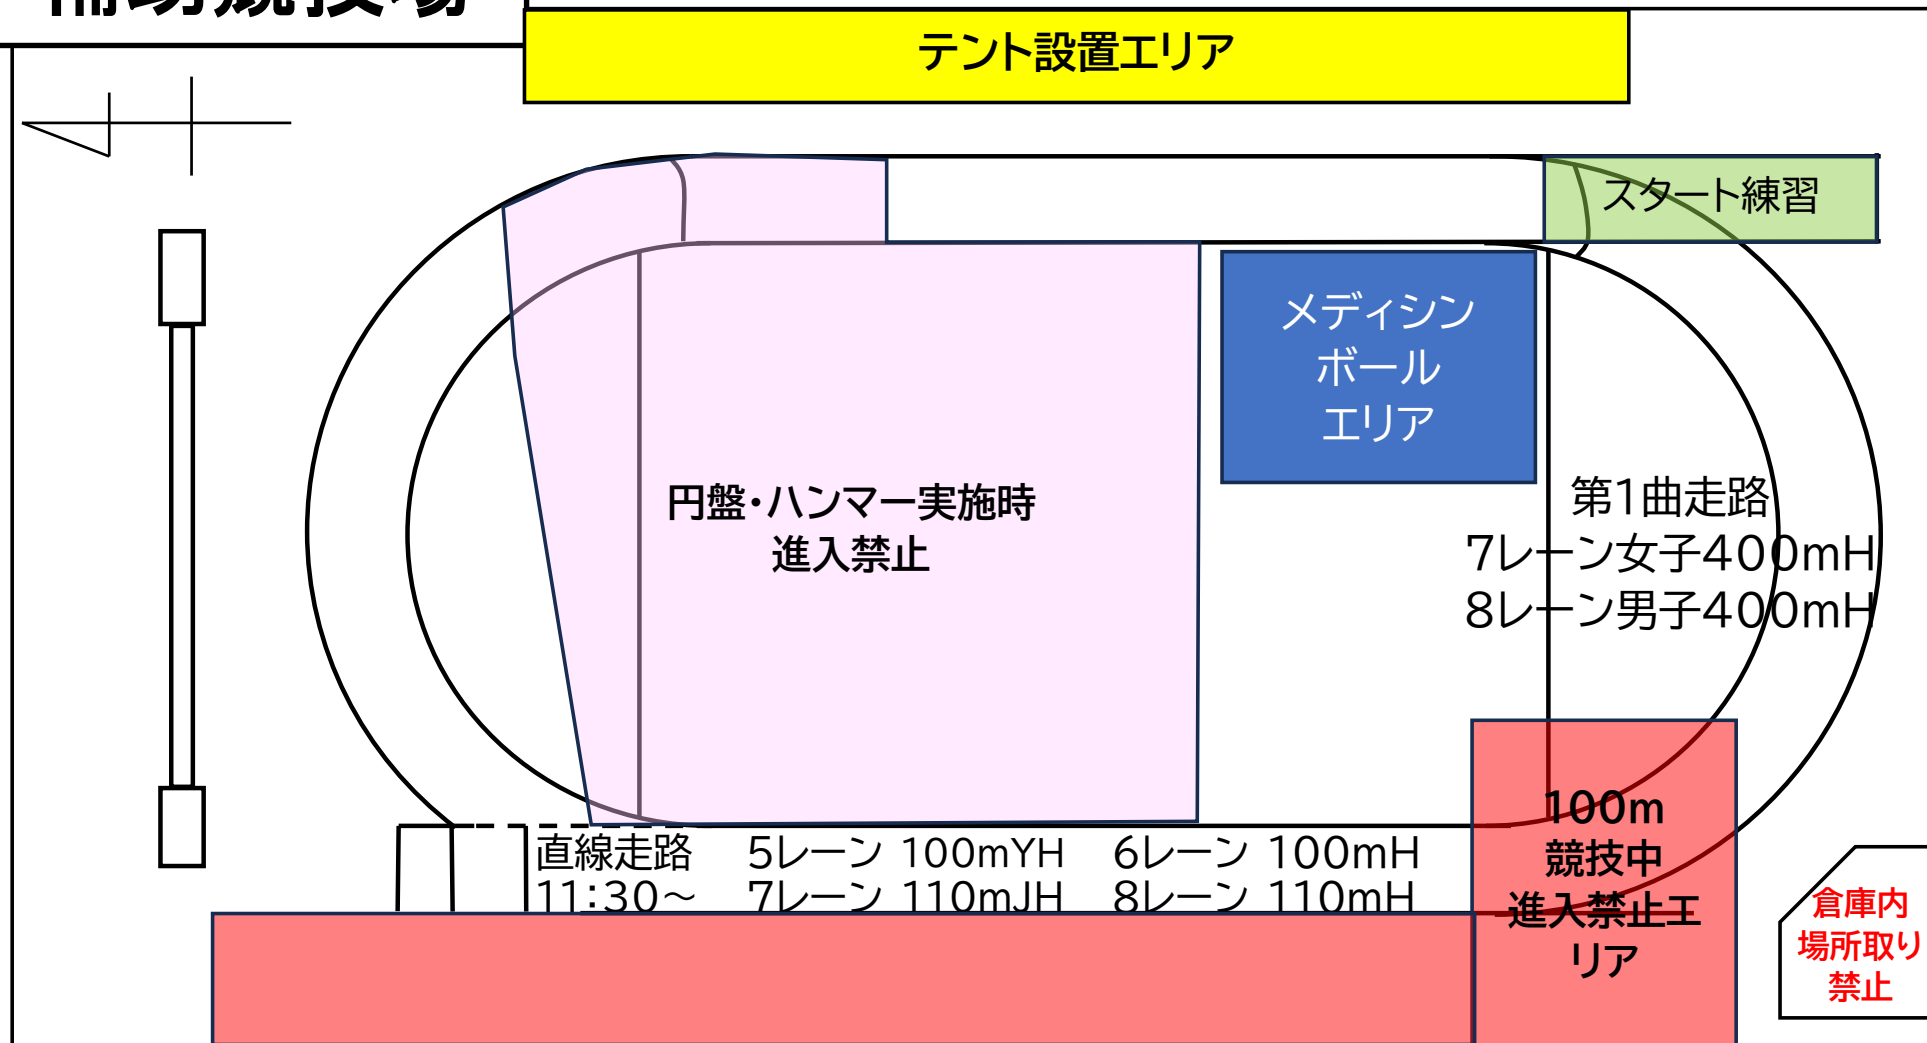 補助競技場
テント設置エリア
スタート練習
メディシン
ボール
エリア
円盤・ハンマー実施時
進入禁止
第1曲走路
7レーン女子400mH
8レーン男子400mH
直線走路 5レーン 100mYH 6レーン 100mH
11:30～ 7レーン 110mJH 8レーン 110mH
100m
競技中
進入禁止エ
リア
倉庫内
場所取り
禁止